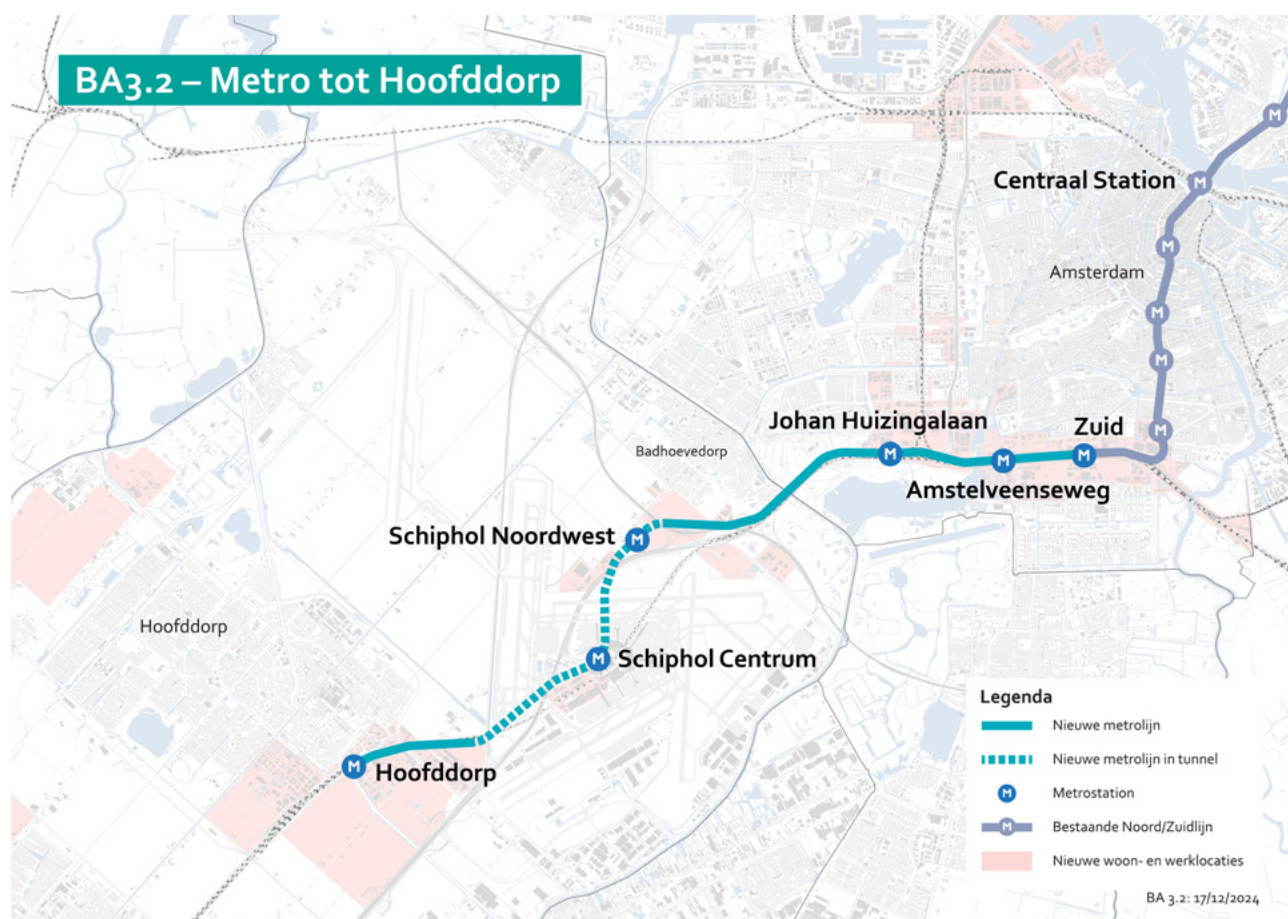 BA3.2 – Metro tot Hoofddorp
M
Centraal Station
M
M
Amsterdam
M
M
Johan Huizingalaan
Zuid
M
Badhoevedorp
M
M
M
Amstelveenseweg
Schiphol Noordwest
M
Hoofddorp
M
Schiphol Centrum
M
Hoofddorp
Legenda
Nieuwe metrolijn
Nieuwe metrolijn in tunnel
M
Metrostation
M
Bestaande Noord/Zuidlijn
Nieuwe woon- en werklocaties
BA 3.2: 17/12/2024